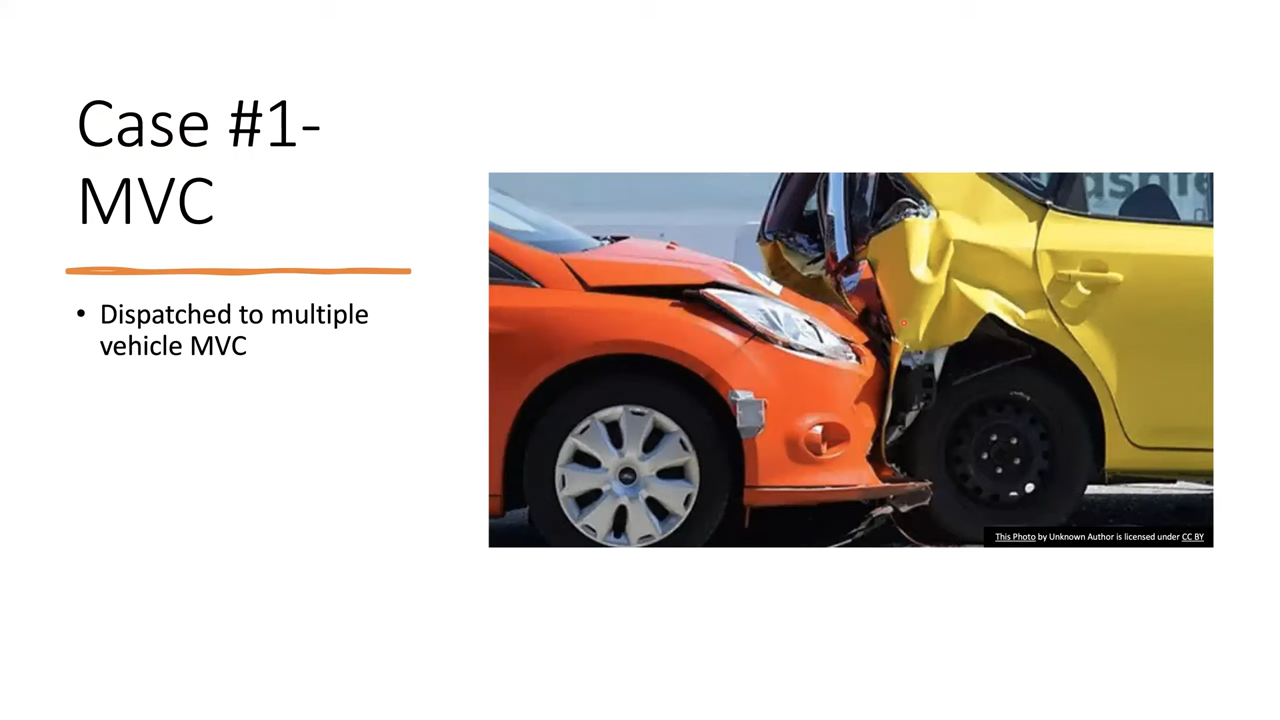 Case #1-
MVC
• Dispatched to multiple
vehicle MVC
This Photo by Unknown Author is licensed under CC BY